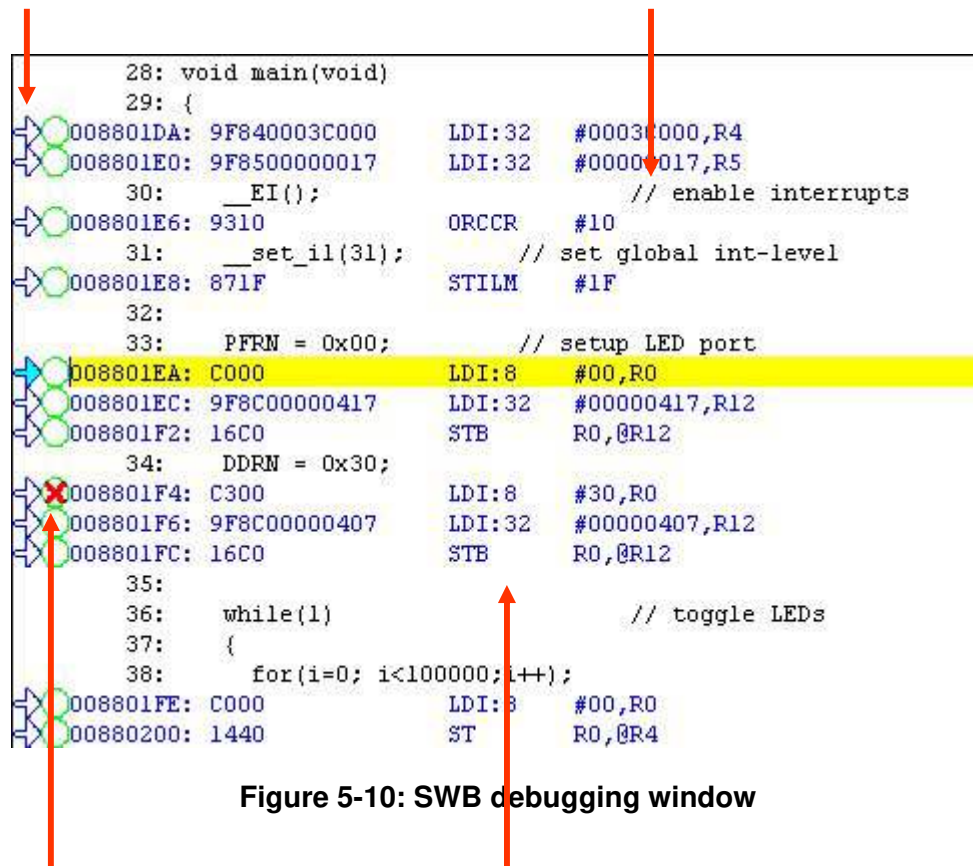 28: void main(void)
29: {
008801DA: 9F840003C000 LDI:32 #0003C000,R4
008801E0: 9F8500000017 LDI:32 #00000017,R5
30: __EI(); // enable interrupts
008801E6: 9310 ORCCR #10
31: __set_il(31); // set global int-level
008801E8: 871F STILM #1F
32:
33: PFRN = 0x00; // setup LED port
008801EA: C000 LDI:8 #00,R0
008801EC: 9F8C00000417 LDI:32 #00000417,R12
008801F2: 16C0 STB R0,@R12
34: DDRN = 0x30;
008801F4: C300 LDI:8 #30,R0
008801F6: 9F8C00000407 LDI:32 #00000407,R12
008801FC: 16C0 STB R0,@R12
35:
36: while(1) // toggle LEDs
37: {
38: for(i=0; i<100000;i++);
008801FE: C000 LDI:8 #00,R0
00880200: 1440 ST R0,@R4
Figure 5-10: SWB debugging window